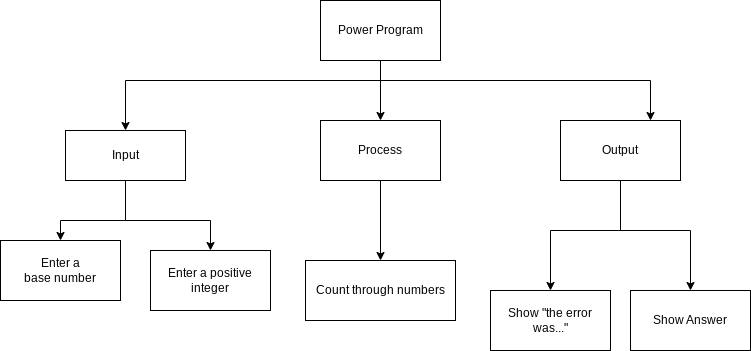 Power Program
Input
Process
Output
Enter a
base number
Enter a positive
integer
Count through numbers
Show "the error
was..."
Show Answer